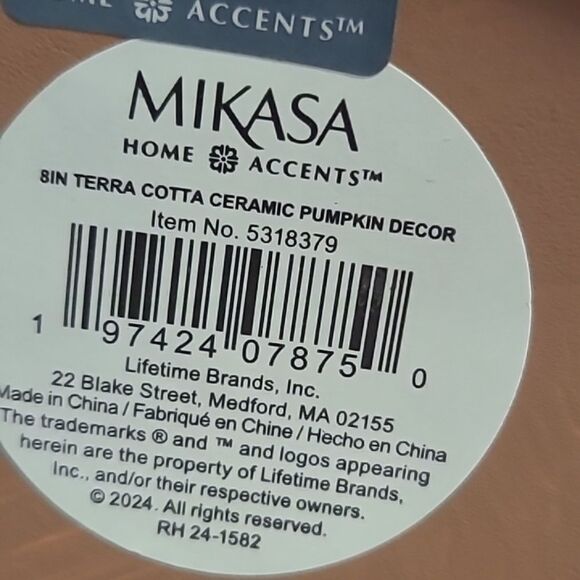 ACCENTS™
MIKASA
HOME ACCENTS™
8IN TERRA COTTA CERAMIC PUMPKIN DECOR
Item No. 5318379
1 97424 07875 0
Lifetime Brands, Inc.
22 Blake Street, Medford, MA 02155
Made in China / Fabriqué en Chine / Hecho en China
The trademarks ® and ™ and logos appearing
herein are the property of Lifetime Brands,
Inc., and/or their respective owners.
© 2024. All rights reserved.
RH 24-1582